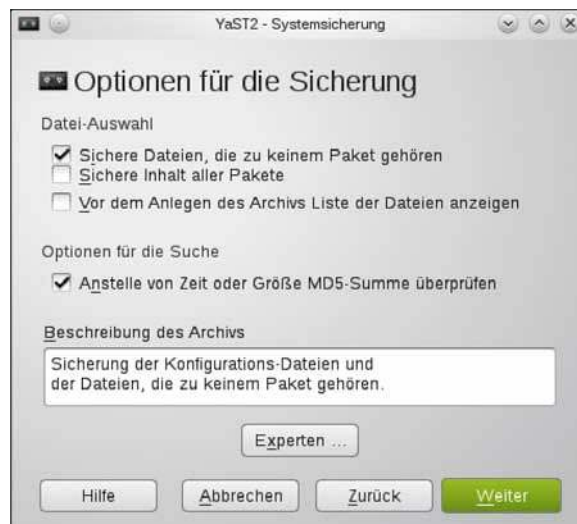 YaST2 - Systemsicherung
Optionen für die Sicherung
Datei-Auswahl
Sichere Dateien, die zu keinem Paket gehören
Sichere Inhalt aller Pakete
Vor dem Anlegen des Archivs Liste der Dateien anzeigen
Optionen für die Suche
Anstelle von Zeit oder Größe MD5-Summe überprüfen
Beschreibung des Archivs
Sicherung der Konfigurations-Dateien und
der Dateien, die zu keinem Paket gehören.
Experten ...
Hilfe Abbrechen Zurück Weiter